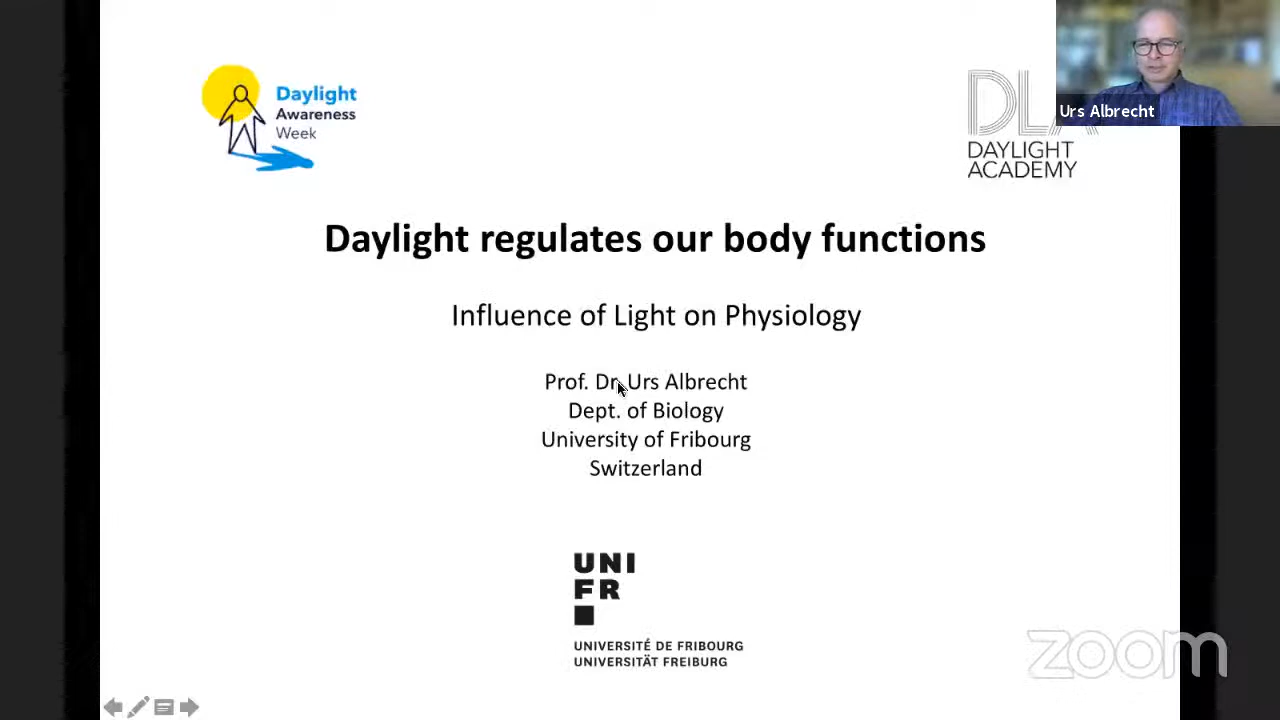 Daylight
Awareness
Week
Urs Albrecht
DAYLIGHT
ACADEMY
Daylight regulates our body functions
Influence of Light on Physiology
Prof. Dr. Urs Albrecht
Dept. of Biology
University of Fribourg
Switzerland
UNI
FR
UNIVERSITÉ DE FRIBOURG
UNIVERSITÄT FREIBURG
zoom